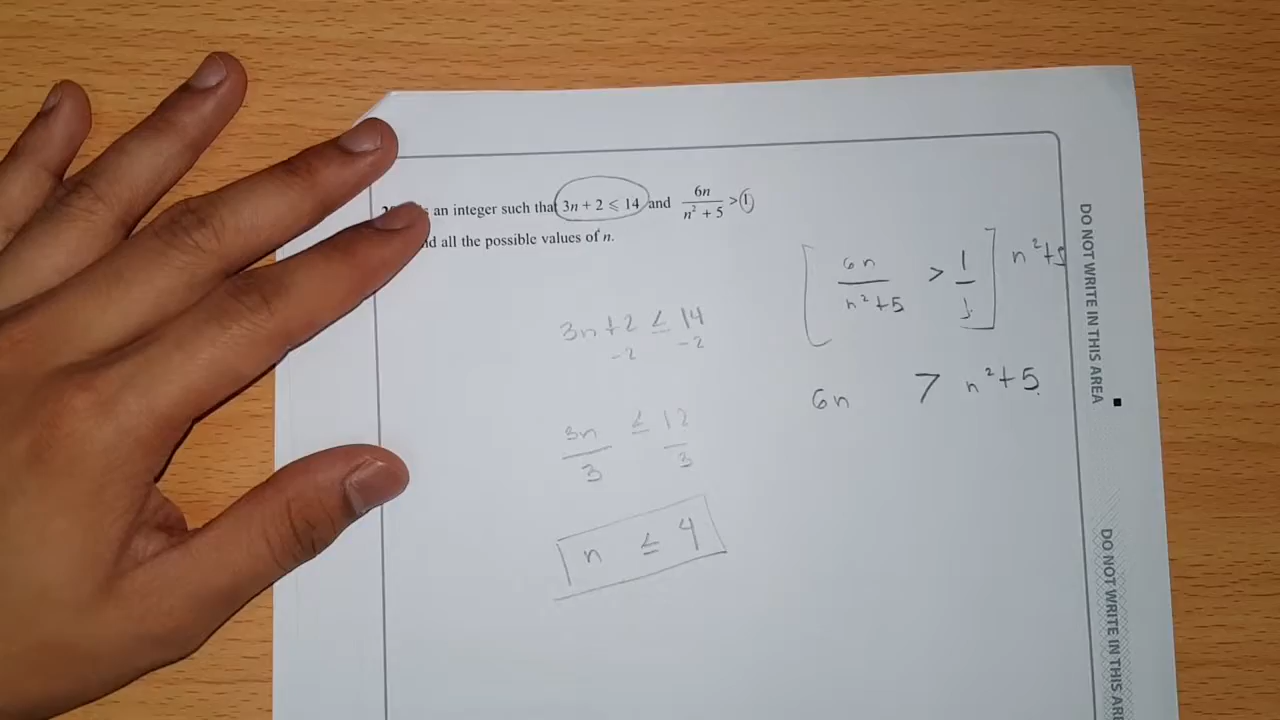 an integer such that 3n + 2 ⩽ 14 and 6n / n² + 5 > 1
all the possible values of n.
3n + 2 ≤ 14
-2 -2
3n / 3 ≤ 12 / 3
n ≤ 4
[ 6n / n² + 5 > 1 / 1 ] n² + 5
6n > n² + 5
DO NOT WRITE IN THIS AREA
DO NOT WRITE IN THIS